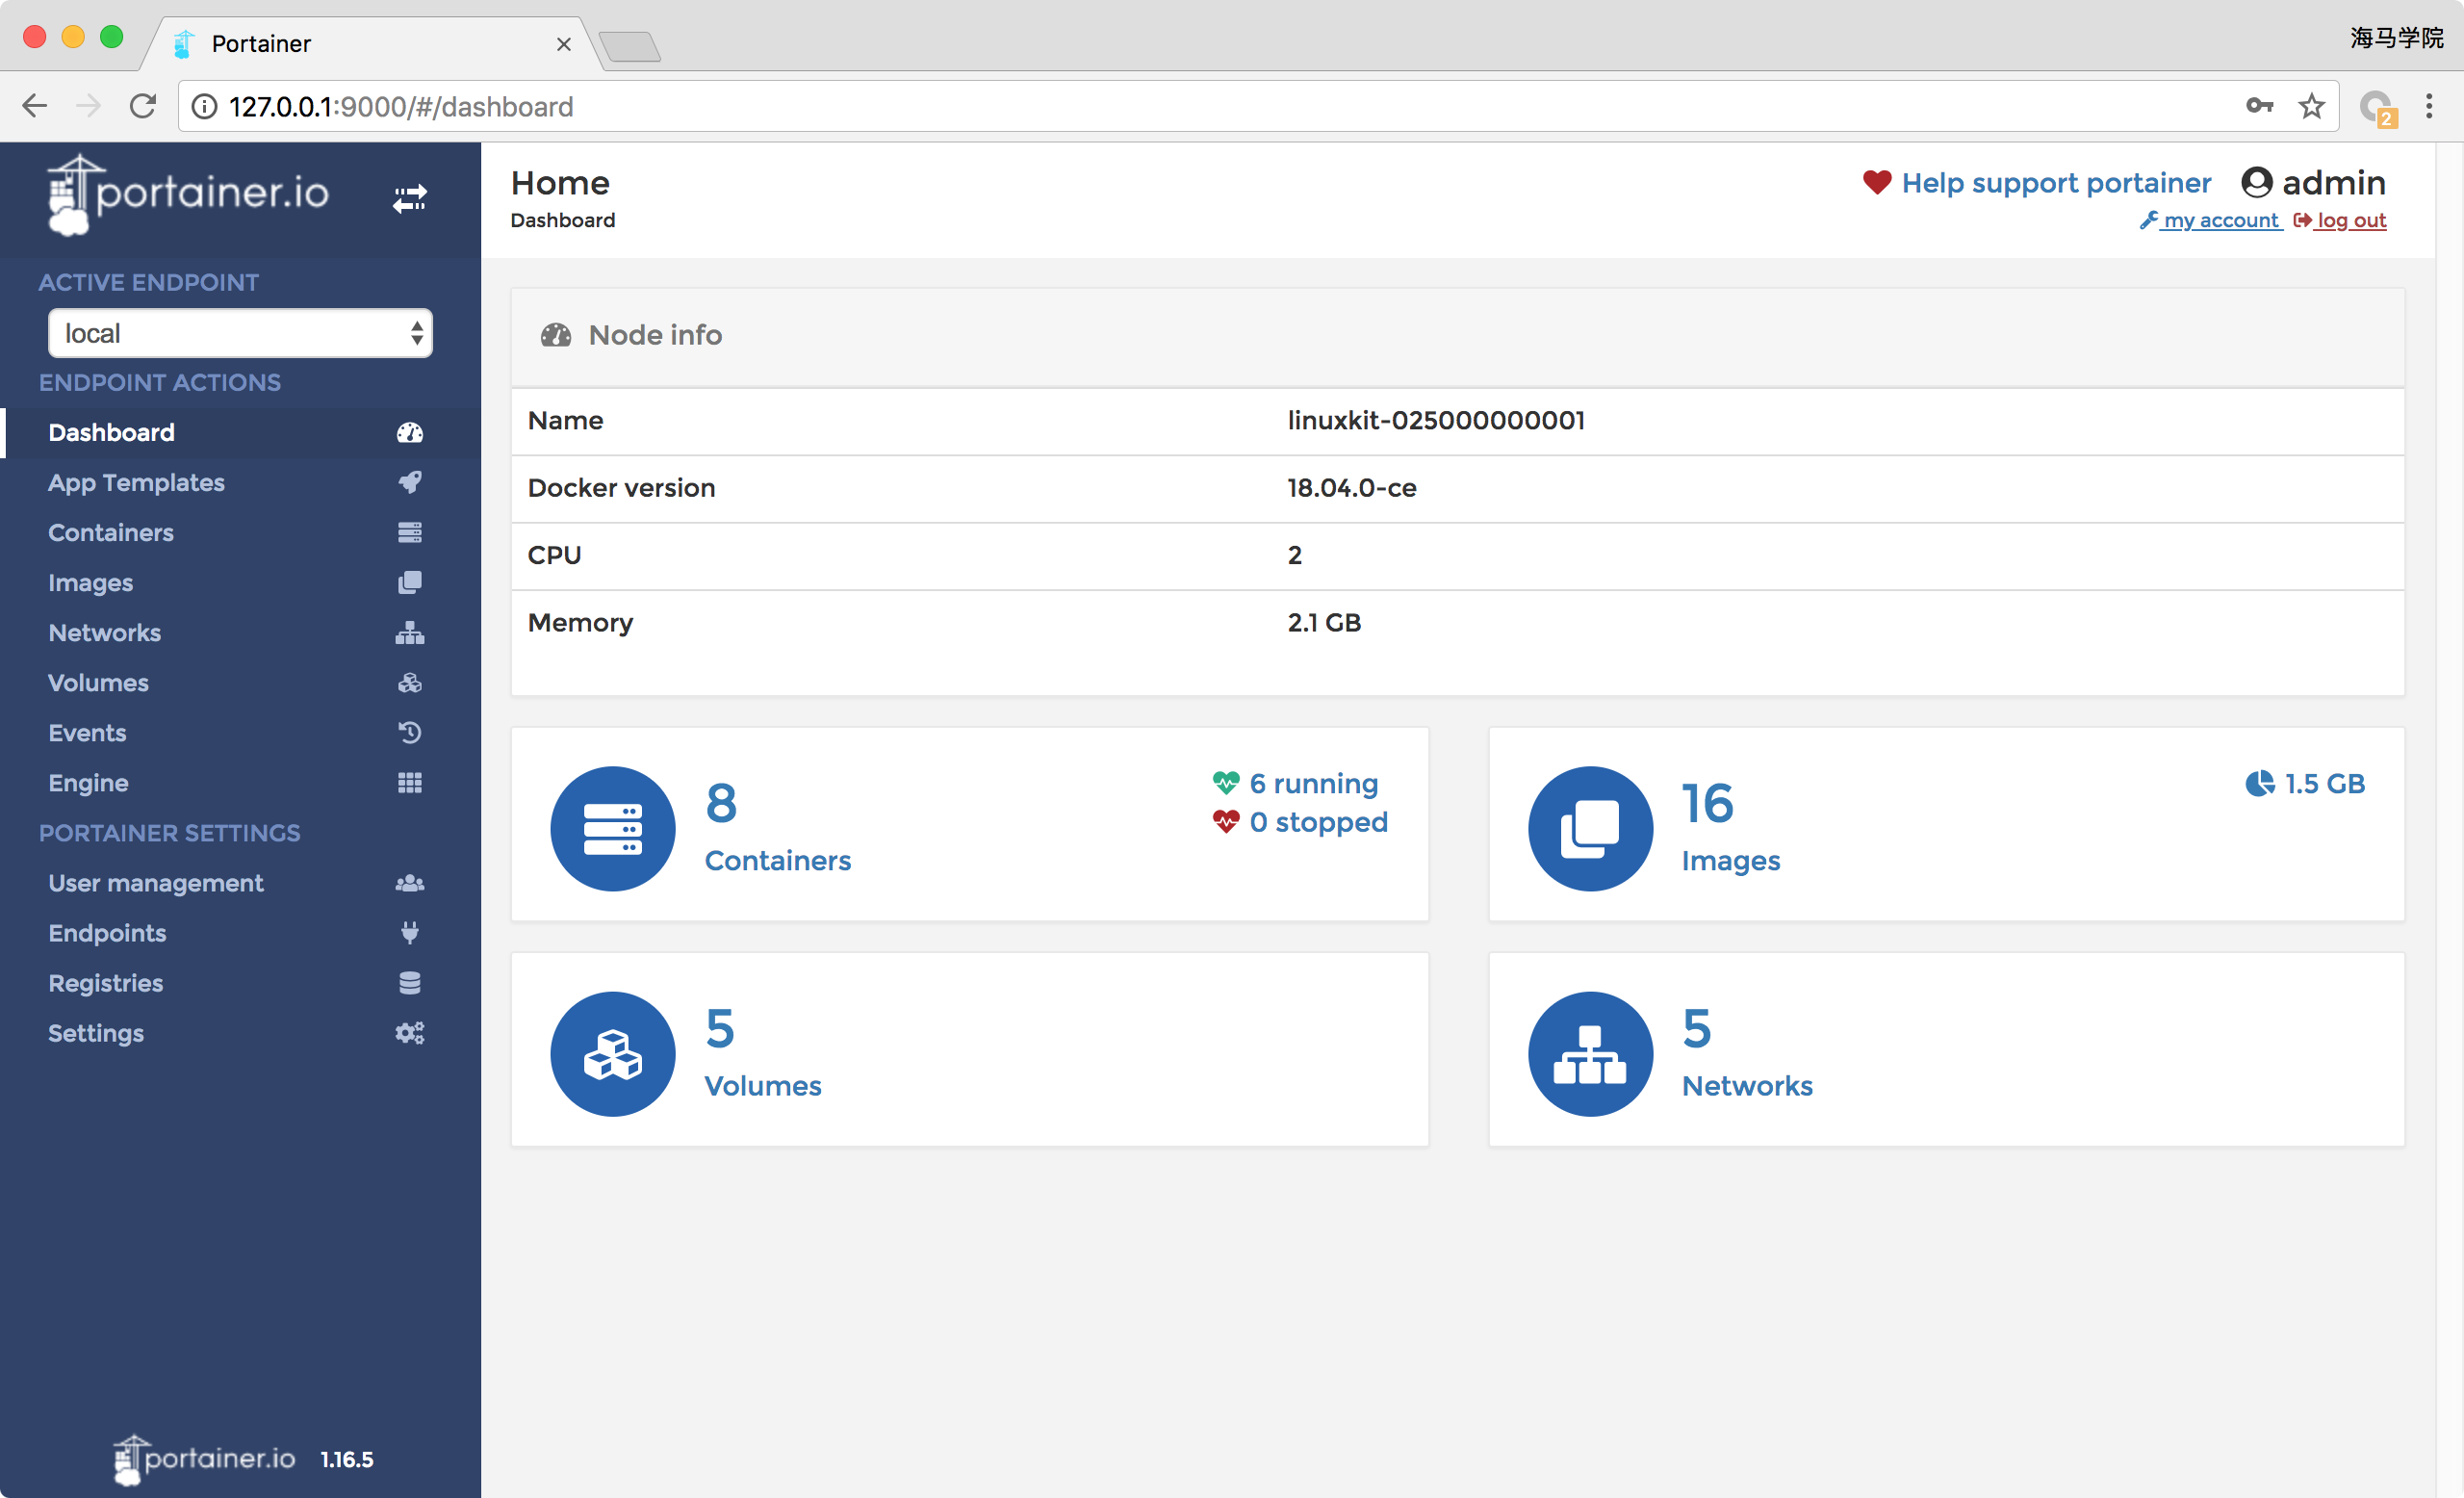 Portainer
海马学院
127.0.0.1:9000/#/dashboard
2
portainer.io
Home
Help support portainer
admin
Dashboard
my account
log out
ACTIVE ENDPOINT
local
ENDPOINT ACTIONS
Dashboard
App Templates
Containers
Images
Networks
Volumes
Events
Engine
PORTAINER SETTINGS
User management
Endpoints
Registries
Settings
portainer.io 1.16.5
Node info
Name linuxkit-025000000001
Docker version 18.04.0-ce
CPU 2
Memory 2.1 GB
8
Containers
6 running
0 stopped
16
Images
1.5 GB
5
Volumes
5
Networks